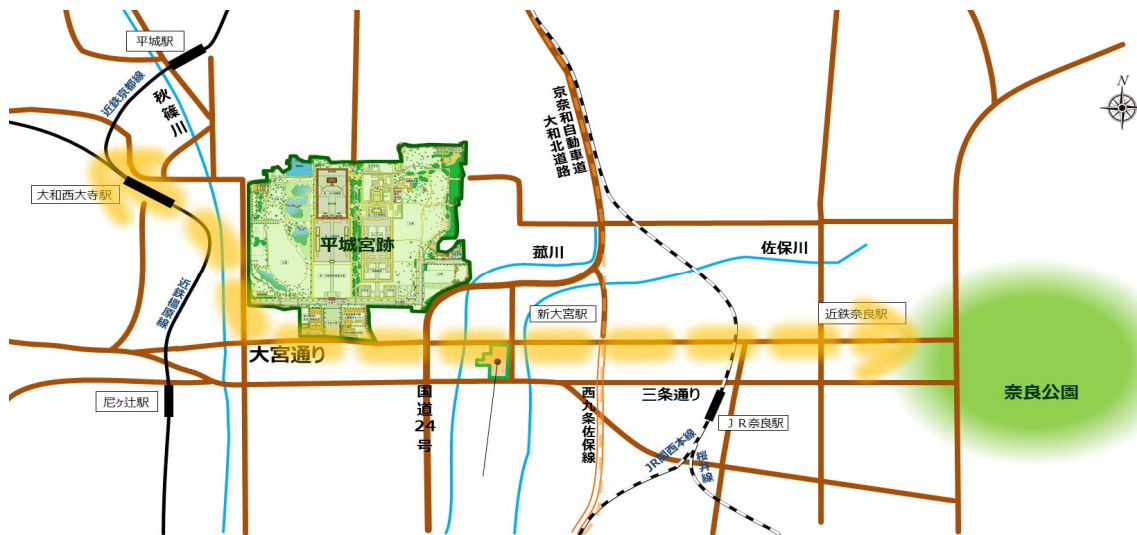 平城駅
近鉄京都線
秋篠川
N
京奈和自動車道
大和北道路
大和西大寺駅
平城宮跡
菰川
佐保川
近鉄橿原線
新大宮駅
近鉄奈良駅
大宮通り
奈良公園
尼ヶ辻駅
国道24号
西九条佐保線
三条通り
JR奈良駅
JR関西本線
桜井線